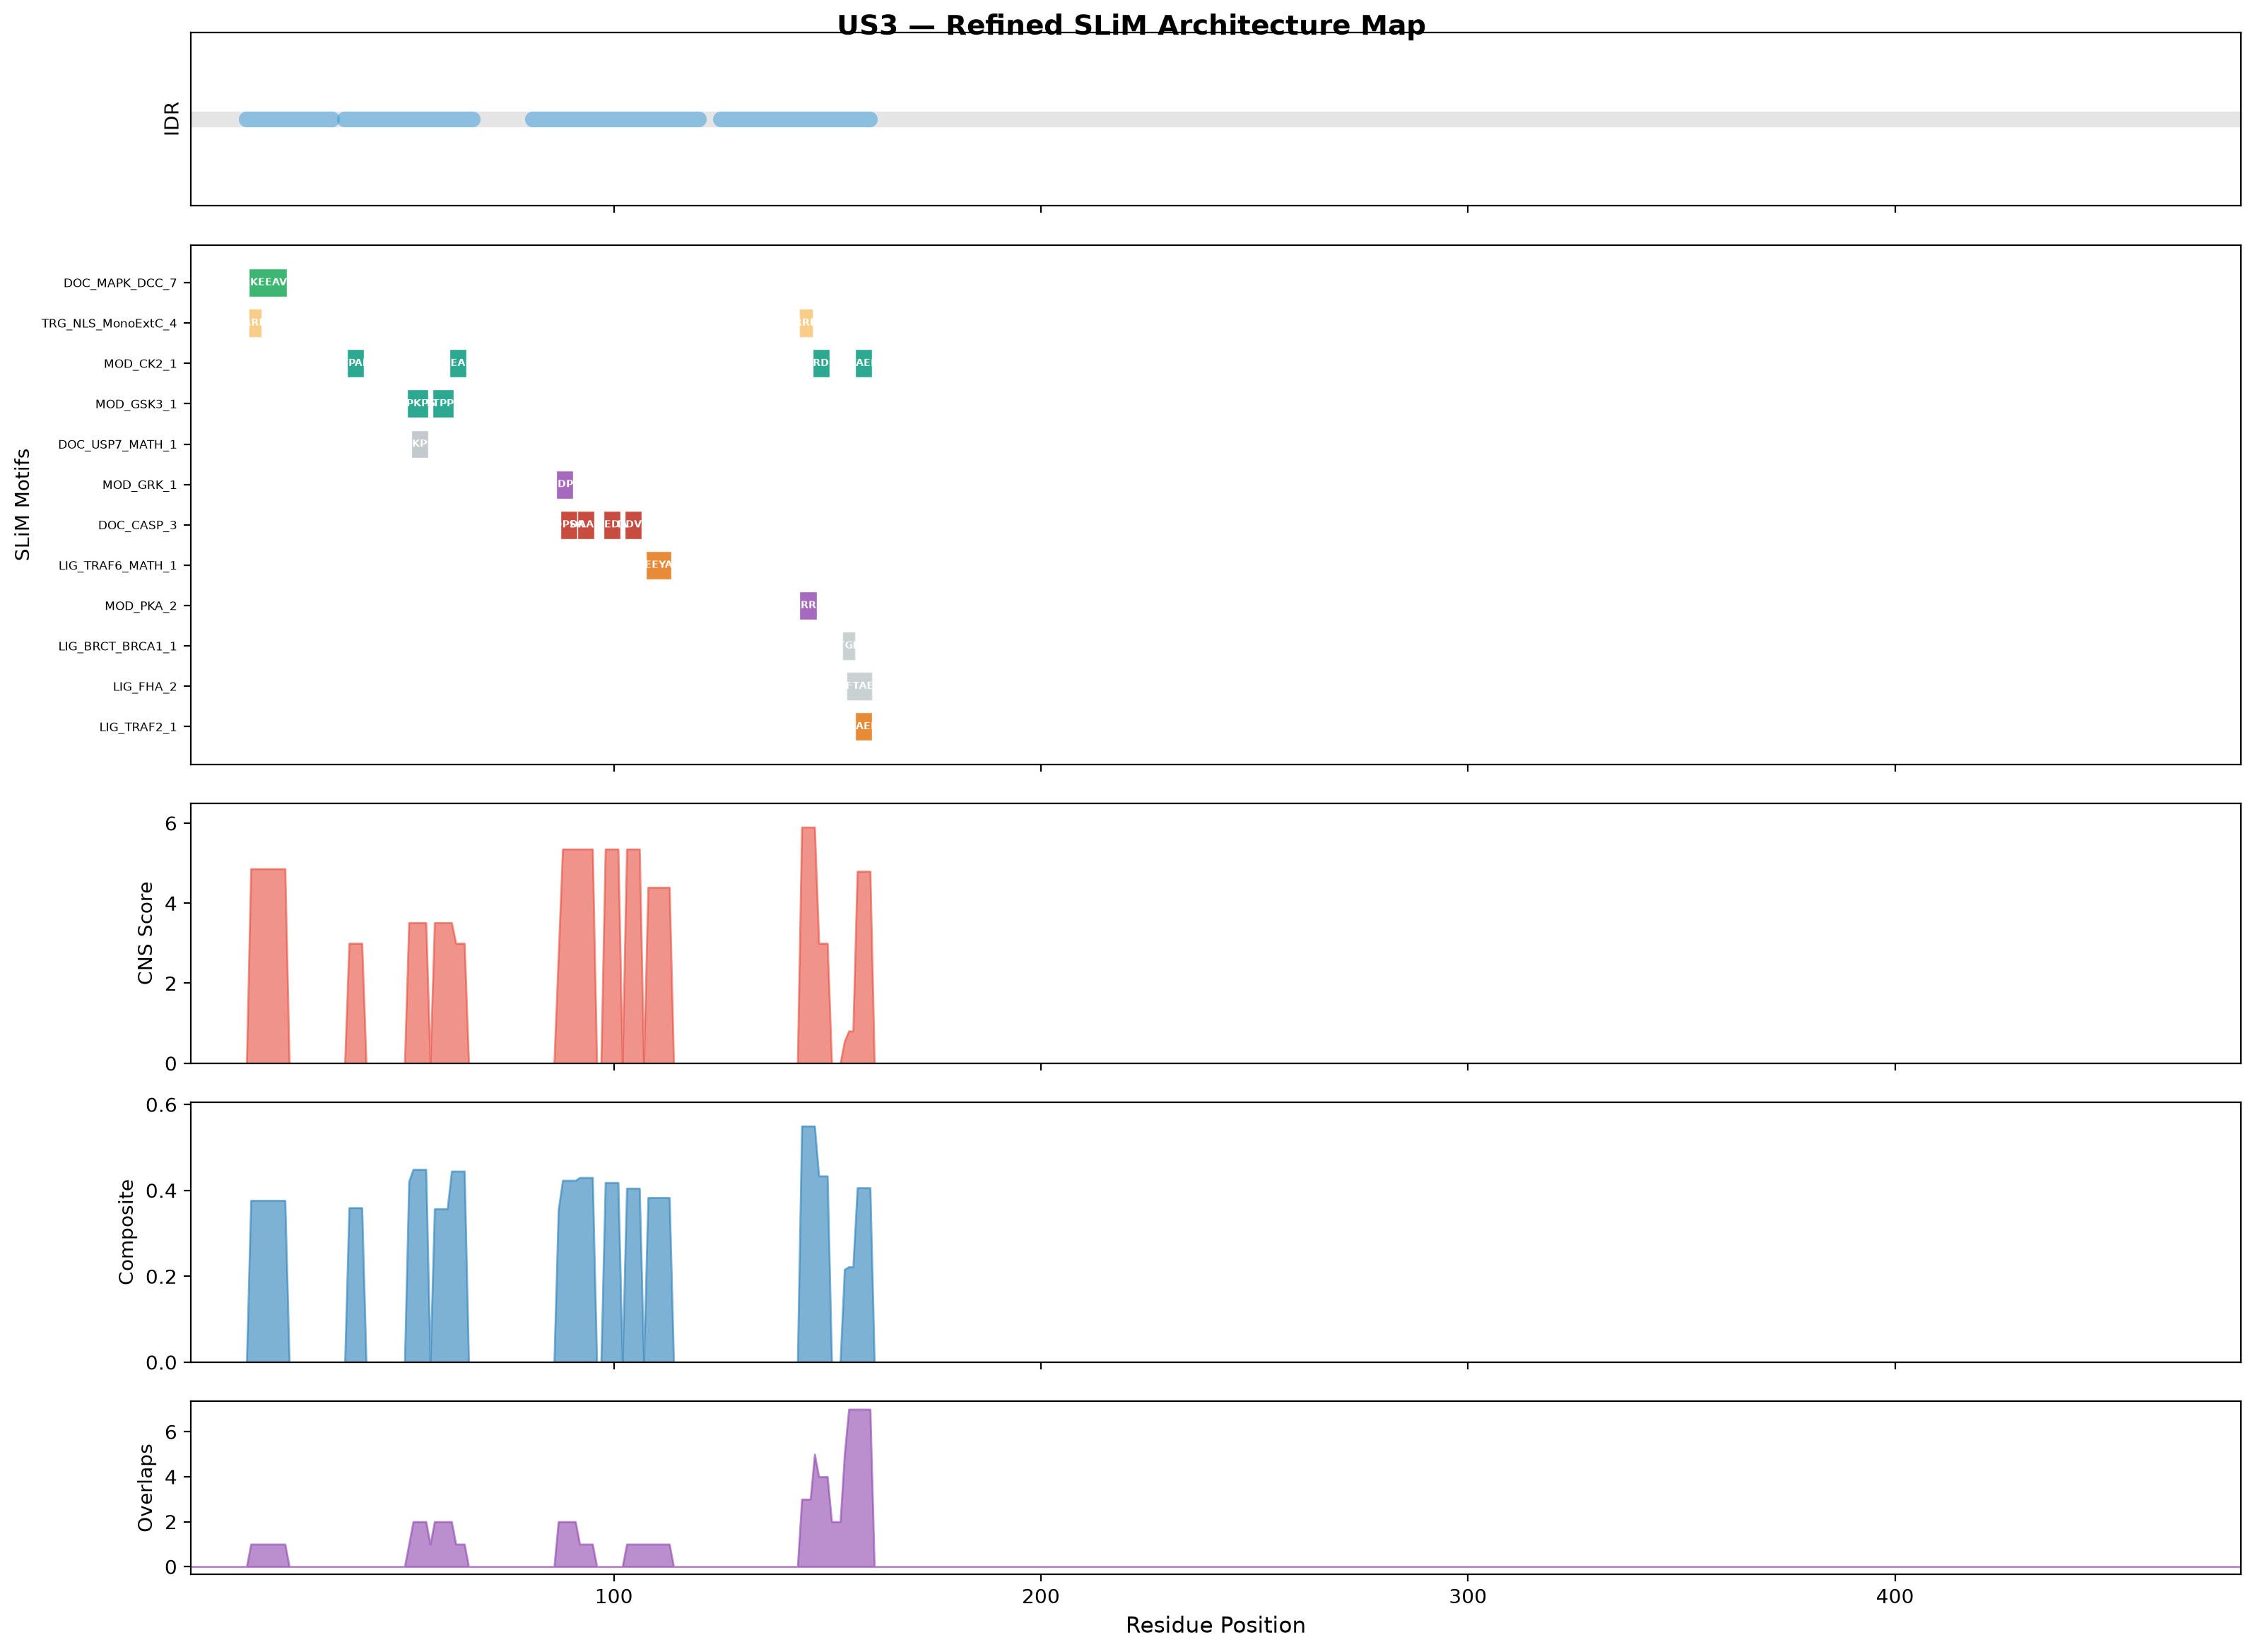 US3 — Refined SLiM Architecture Map
IDR
SLiM Motifs
DOC_MAPK_DCC_7
KEEAV
TRG_NLS_MonoExtC_4
MOD_CK2_1
PA
EA
RD
AE
MOD_GSK3_1
PKP
TPP
DOC_USP7_MATH_1
KP
MOD_GRK_1
DP
DOC_CASP_3
ED
DV
LIG_TRAF6_MATH_1
EEYA
MOD_PKA_2
RR
LIG_BRCT_BRCA1_1
LIG_FHA_2
FTAE
LIG_TRAF2_1
AE
CNS Score
6
4
2
0
Composite
0.6
0.4
0.2
0.0
Overlaps
6
4
2
0
100
200
300
400
Residue Position